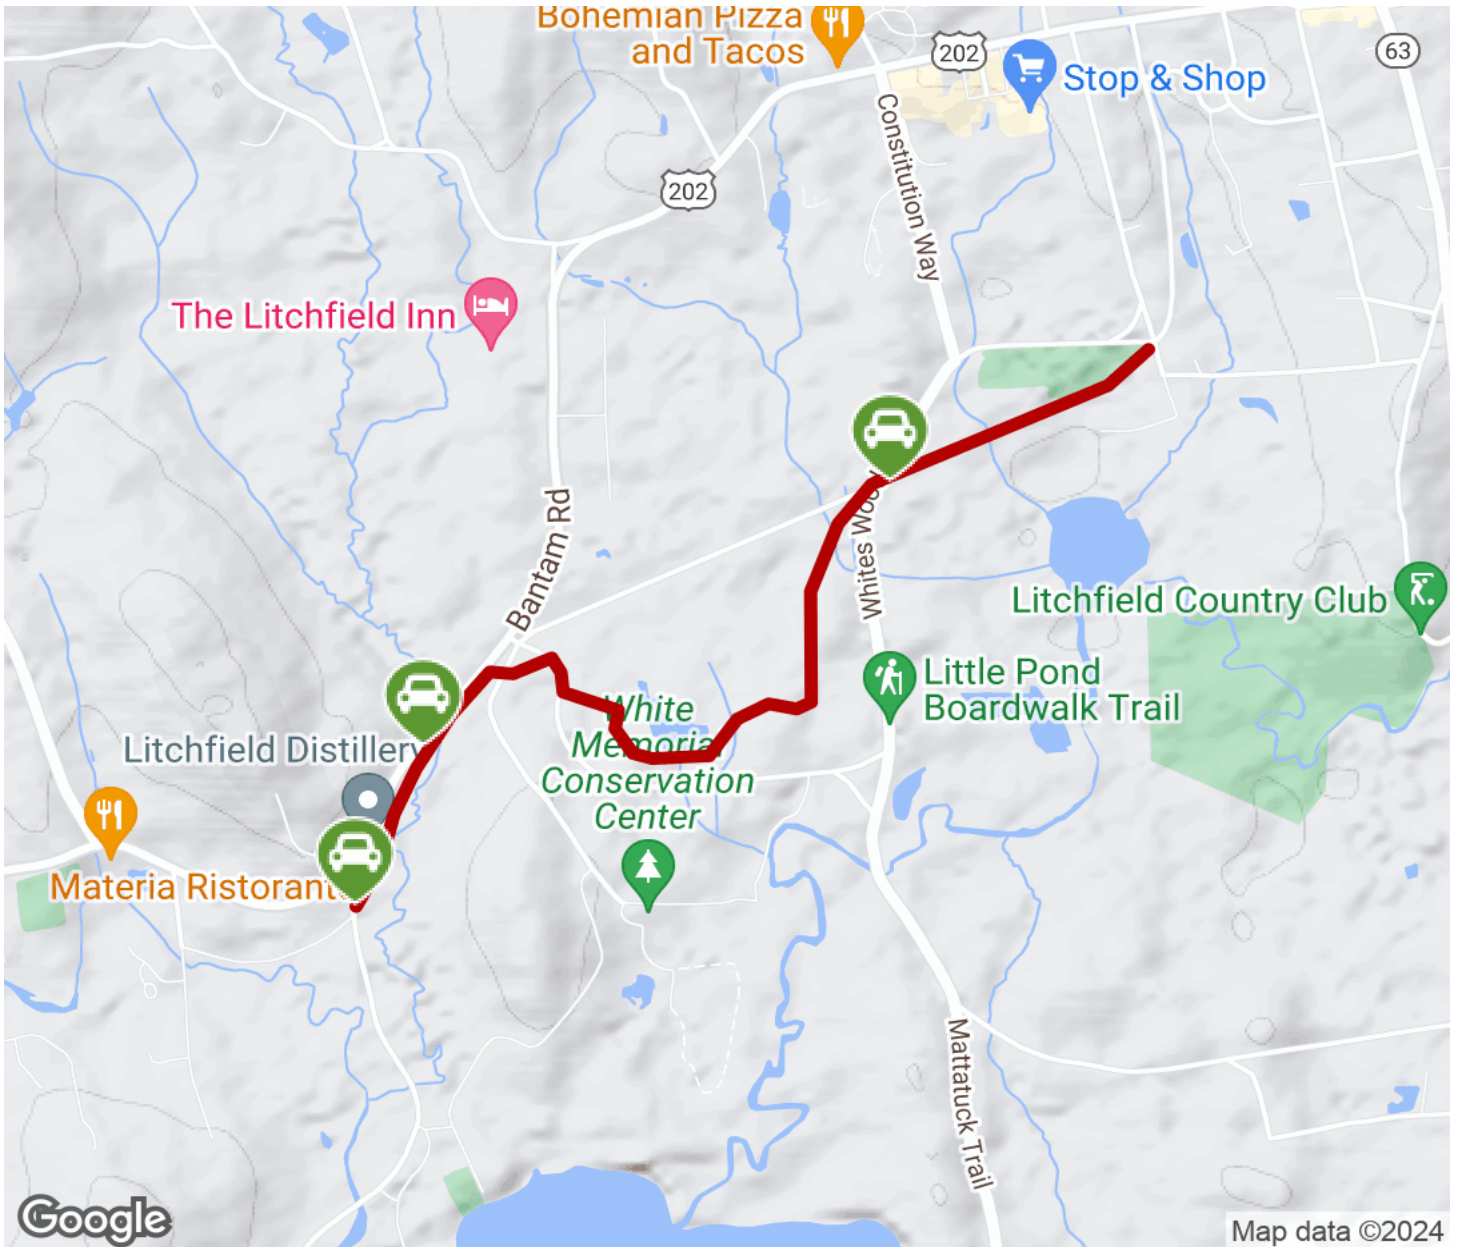 Bohemian Pizza
and Tacos
202
63
Stop & Shop
Constitution Way
202
The Litchfield Inn
Bantam Rd
Whites Woo
Litchfield Country Club
Little Pond
Boardwalk Trail
White
Memorial
Conservation
Center
Litchfield Distillery
Materia Ristorant
Mattatuck Trail
Google
Map data ©2024